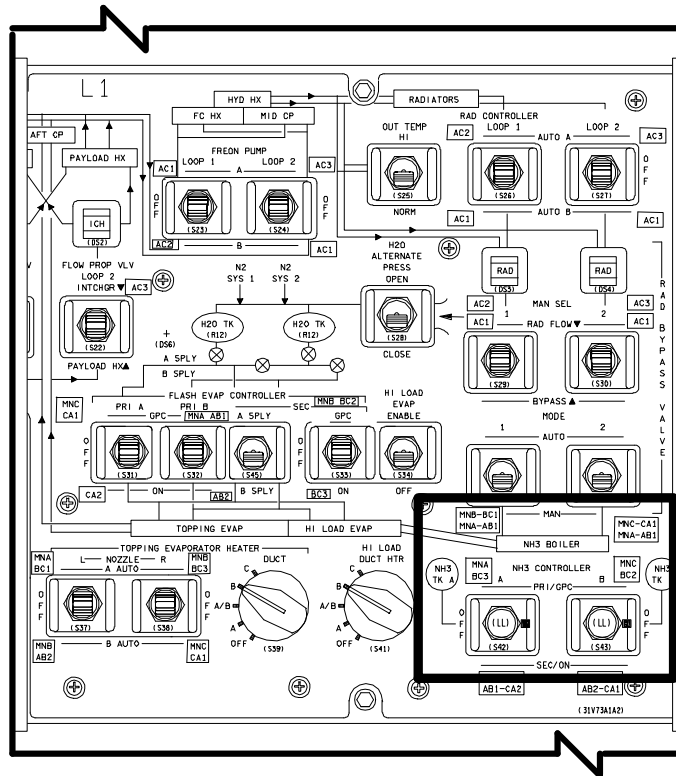 L1
HYD HX
RADIATORS
FC HX
MID CP
RAD CONTROLLER
AFT CP
OUT TEMP
HI
AC2
LOOP 1
LOOP 2
AUTO A
AC3
PAYLOAD HX
FREON PUMP
AC1
LOOP 1
LOOP 2
AC3
A
OFF
(S23)
(S24)
OFF
(S25)
(S26)
(S27)
OFF
NORM
AC1
AUTO B
AC1
ICH
(DS2)
AC2
B
AC1
H2O
ALTERNATE
PRESS
OPEN
RAD
(DS3)
RAD
(DS4)
FLOW PROP VLV
LOOP 2
INTCHGR▼
AC3
N2
SYS 1
N2
SYS 2
1
MAN SEL
2
AC2
AC3
AC1
RAD FLOW▼
AC1
RAD BYPASS VALVE
+
(DS6)
H2O TK
(R12)
H2O TK
(R12)
(S28)
(S22)
A SPLY
CLOSE
PAYLOAD HX▲
B SPLY
(S29)
(S30)
FLASH EVAP CONTROLLER
BYPASS▲
MNC
CA1
PRI A
PRI B
SEC
MNB BC2
HI LOAD
EVAP
ENABLE
MODE
GPC
MNA AB1
A SPLY
GPC
1
AUTO
2
OFF
(S31)
(S32)
(S45)
OFF
(S33)
(S34)
CA2
ON
AB2
B SPLY
BC3
ON
OFF
MNB-BC1
MNA-AB1
MAN
MNC-CA1
MNA-AB1
TOPPING EVAP
HI LOAD EVAP
NH3 BOILER
TOPPING EVAPORATOR HEATER
MNA
BC1
L
NOZZLE
R
MNB
BC3
A AUTO
DUCT
HI LOAD
DUCT HTR
NH3
TK A
MNA
BC3
NH3 CONTROLLER
A
B
MNC
BC2
NH3
TK
PRI/GPC
OFF
(S37)
(S38)
OFF
C
B
A/B
A
OFF
(S39)
C
B
A/B
A
OFF
(S41)
OFF
(LL)
(S42)
(LL)
(S43)
OFF
MNB
AB2
B AUTO
MNC
CA1
SEC/ON
AB1-CA2
AB2-CA1
(31V73A1A2)